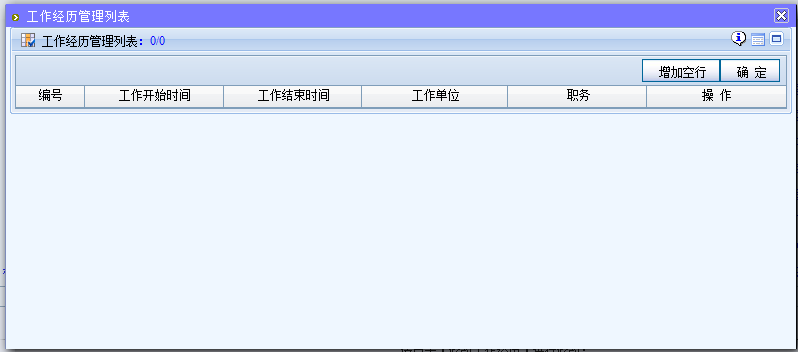 工作经历管理列表
工作经历管理列表：0/0
增加空行 确 定
编号 工作开始时间 工作结束时间 工作单位 职务 操 作